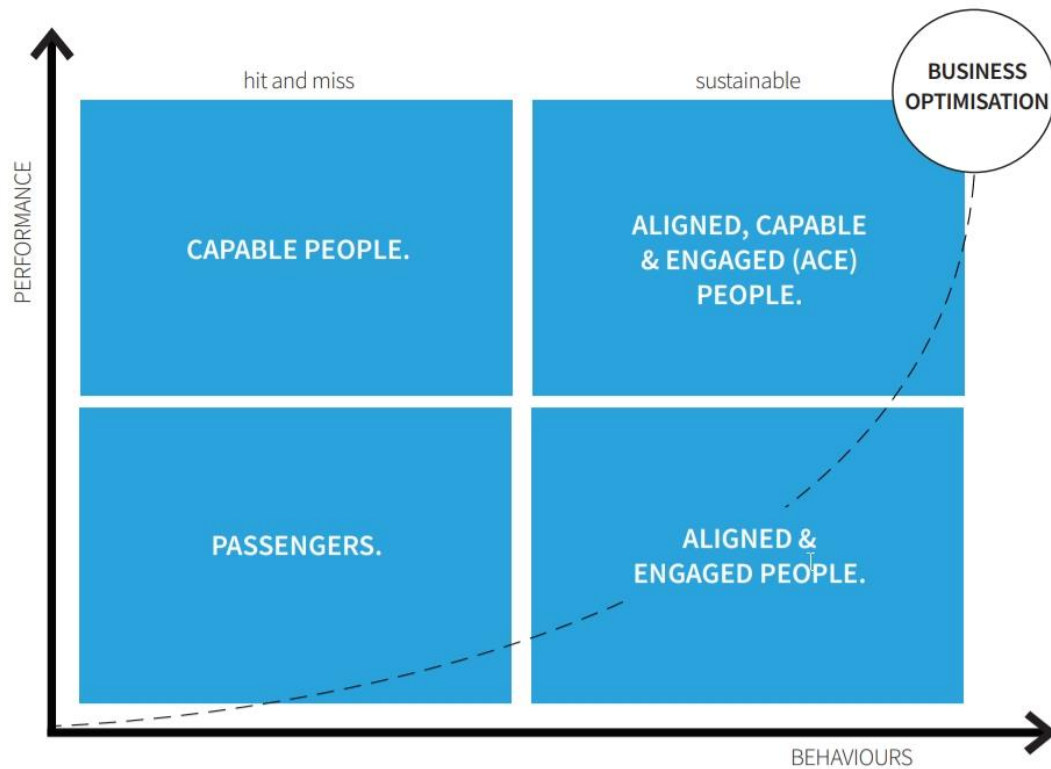 hit and miss
sustainable
BUSINESS
OPTIMISATION
PERFORMANCE
CAPABLE PEOPLE.
ALIGNED, CAPABLE
& ENGAGED (ACE)
PEOPLE.
PASSENGERS.
ALIGNED &
ENGAGED PEOPLE.
BEHAVIOURS